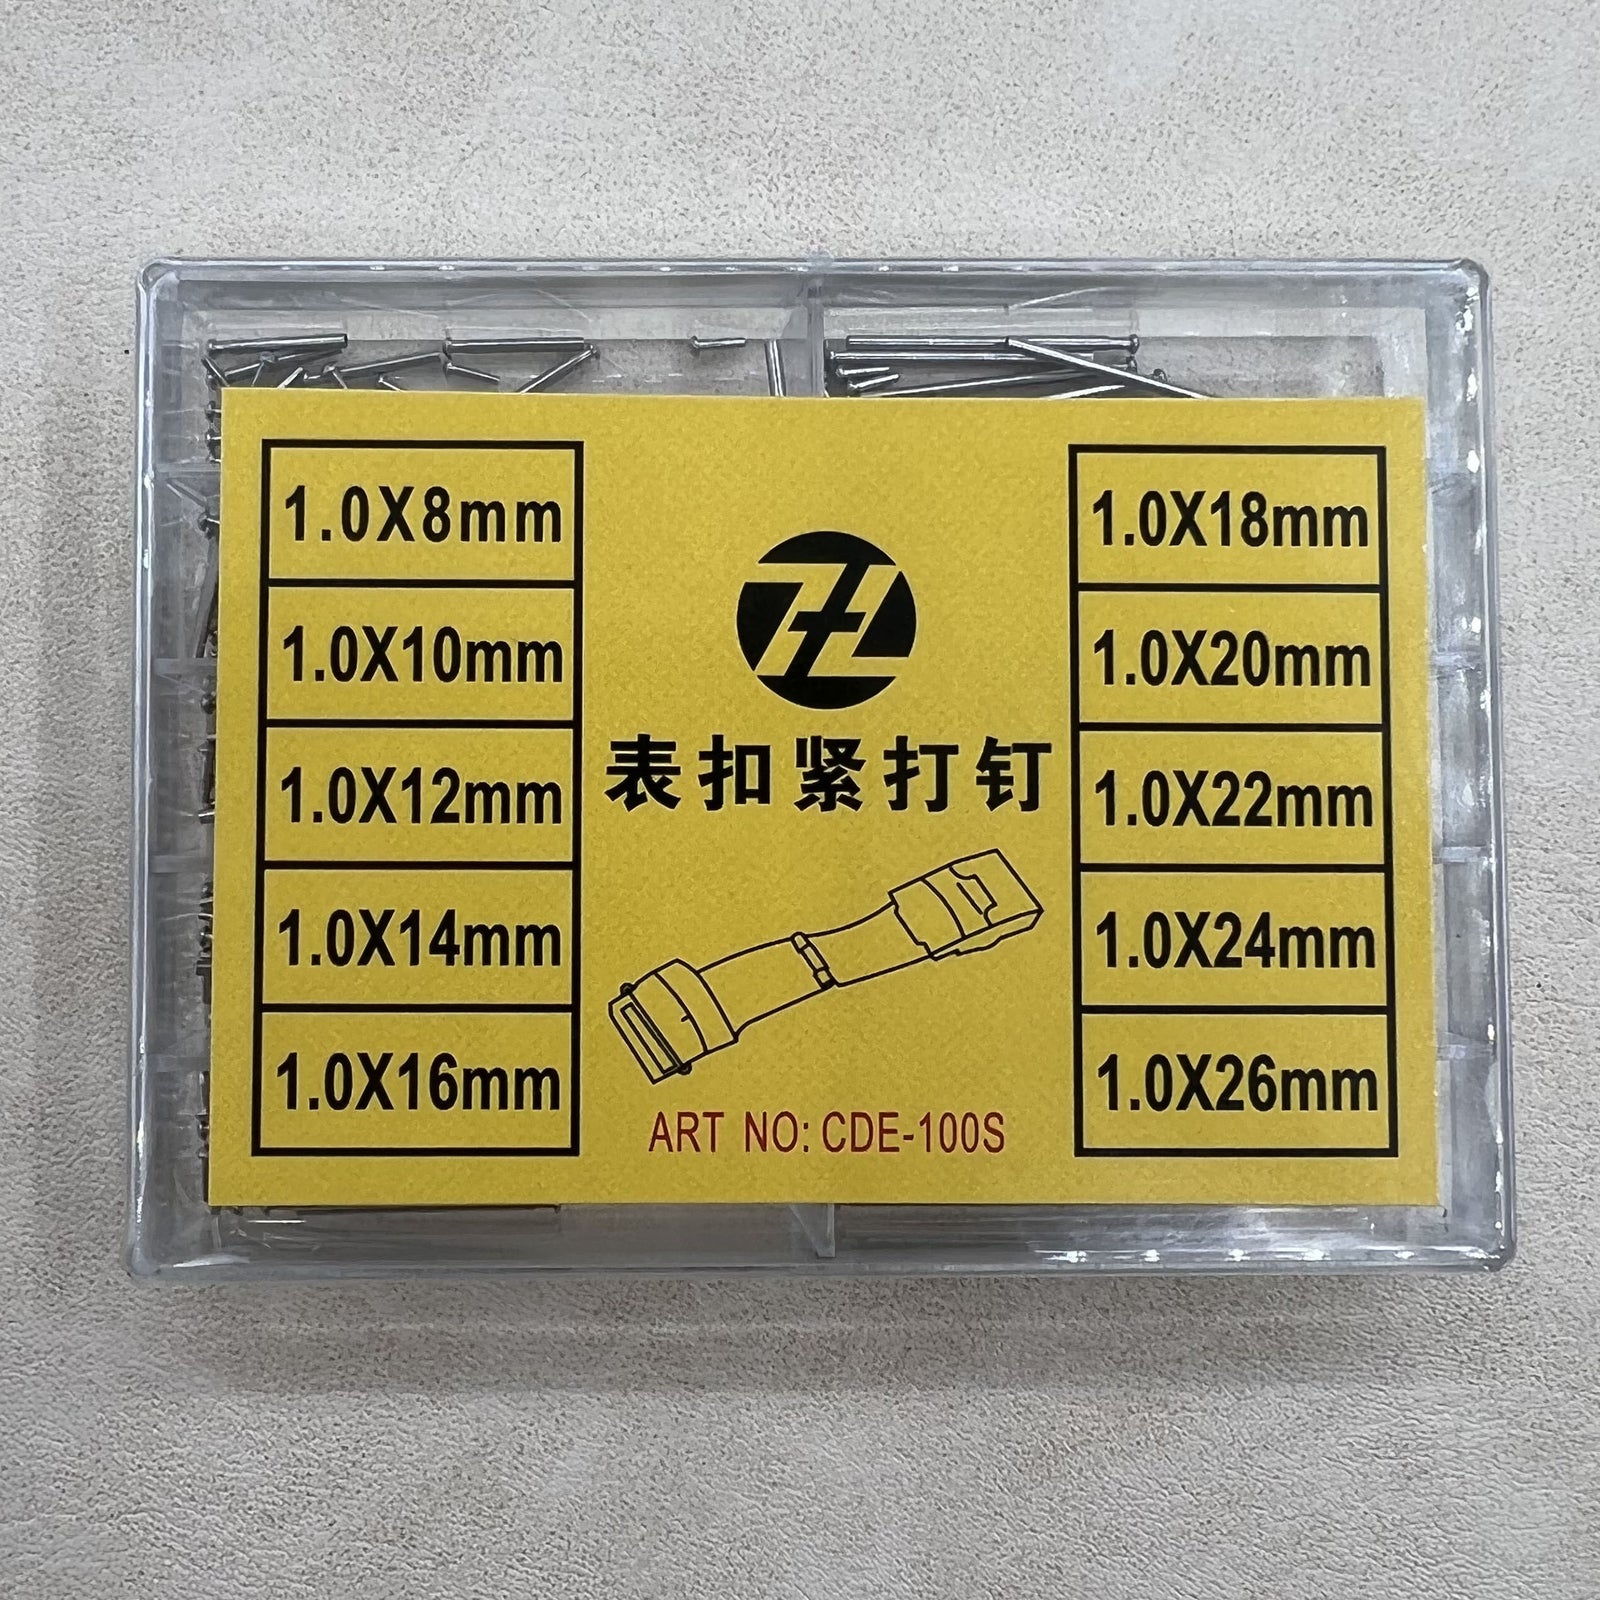 1.0X8mm
1.0X10mm
1.0X12mm
1.0X14mm
1.0X16mm
表扣紧打钉
ART NO: CDE-100S
1.0X18mm
1.0X20mm
1.0X22mm
1.0X24mm
1.0X26mm